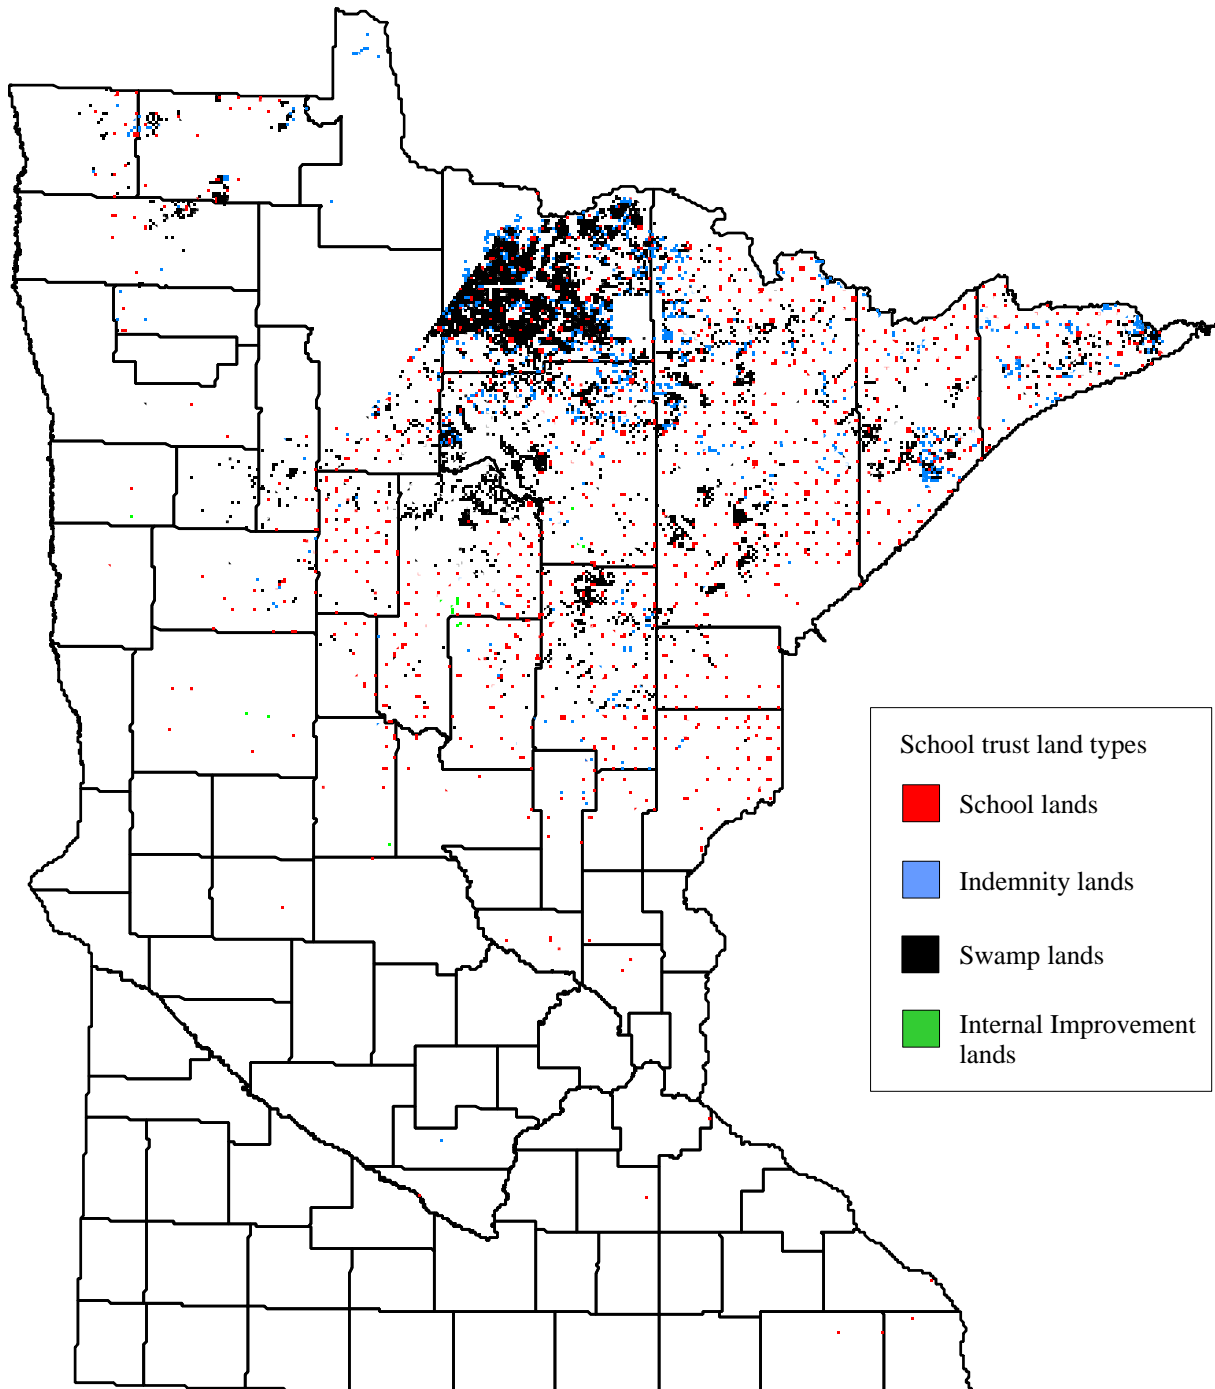 School trust land types
School lands
Indemnity lands
Swamp lands
Internal Improvement
lands